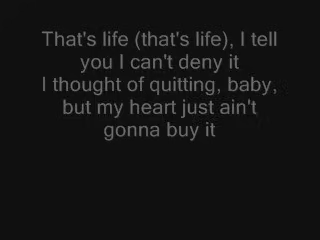 That's life (that's life), I tell
you I can't deny it
I thought of quitting, baby,
but my heart just ain't
gonna buy it